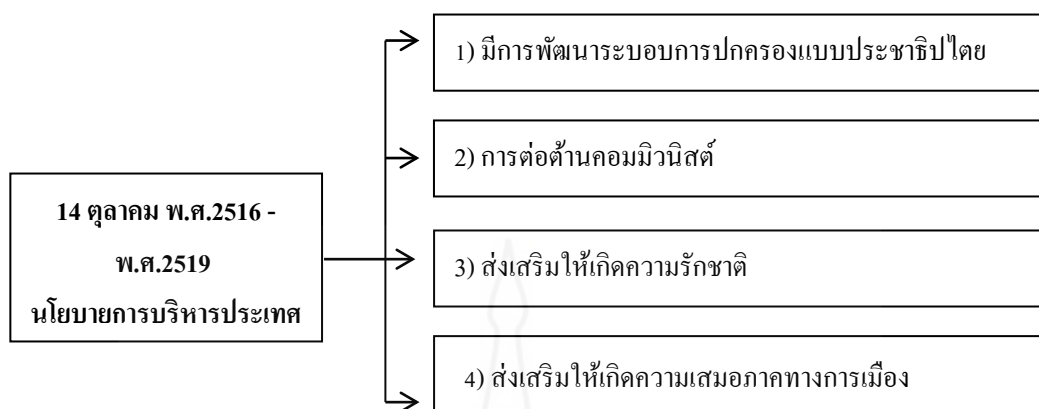 14 ตุลาคม พ.ศ.2516 -
พ.ศ.2519
นโยบายการบริหารประเทศ
1) มีการพัฒนาระบอบการปกครองแบบประชาธิปไตย
2) การต่อต้านคอมมิวนิสต์
3) ส่งเสริมให้เกิดความรักชาติ
4) ส่งเสริมให้เกิดความเสมอภาคทางการเมือง